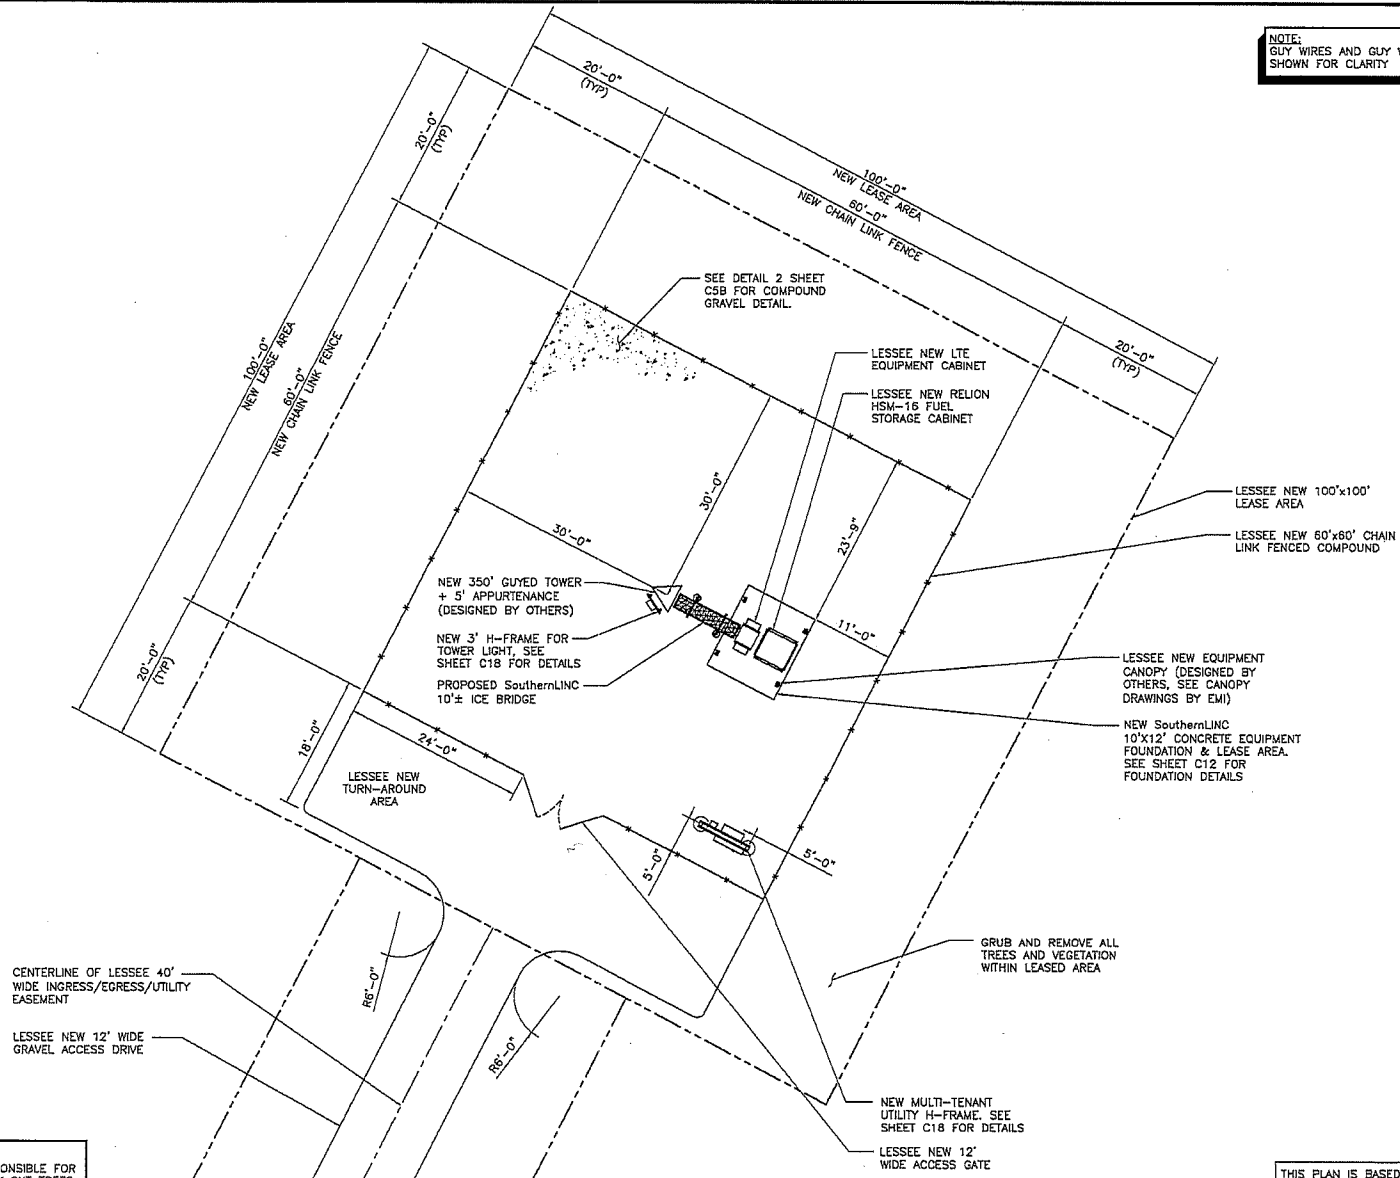 NOTE:
GUY WIRES AND GUY
SHOWN FOR CLARITY
20'-0"
(TYP)
20'-0"
(TYP)
100'-0"
NEW LEASE AREA
60'-0"
NEW CHAIN LINK FENCE
SEE DETAIL 2 SHEET
C5B FOR COMPOUND
GRAVEL DETAIL.
100'-0"
NEW LEASE AREA
60'-0"
NEW CHAIN LINK FENCE
20'-0"
(TYP)
LESSEE NEW LTE
EQUIPMENT CABINET
LESSEE NEW RELION
HSM-16 FUEL
STORAGE CABINET
30'-0"
23'-9"
LESSEE NEW 100'x100'
LEASE AREA
LESSEE NEW 60'x60' CHAIN
LINK FENCED COMPOUND
30'-0"
NEW 350' GUYED TOWER
+ 5' APPURTENANCE
(DESIGNED BY OTHERS)
NEW 3' H-FRAME FOR
TOWER LIGHT, SEE
SHEET C18 FOR DETAILS
PROPOSED SouthernLINC
10'± ICE BRIDGE
11'-0"
LESSEE NEW EQUIPMENT
CANOPY (DESIGNED BY
OTHERS, SEE CANOPY
DRAWINGS BY EMI)
NEW SouthernLINC
10'X12' CONCRETE EQUIPMENT
FOUNDATION & LEASE AREA.
SEE SHEET C12 FOR
FOUNDATION DETAILS
20'-0"
(TYP)
18'-0"
24'-0"
LESSEE NEW
TURN-AROUND
AREA
5'-0"
5'-0"
GRUB AND REMOVE ALL
TREES AND VEGETATION
WITHIN LEASED AREA
CENTERLINE OF LESSEE 40'
WIDE INGRESS/EGRESS/UTILITY
EASEMENT
LESSEE NEW 12' WIDE
GRAVEL ACCESS DRIVE
R6'-0"
R6'-0"
NEW MULTI-TENANT
UTILITY H-FRAME. SEE
SHEET C18 FOR DETAILS
LESSEE NEW 12'
WIDE ACCESS GATE
ONSIBLE FOR
THIS PLAN IS BASED